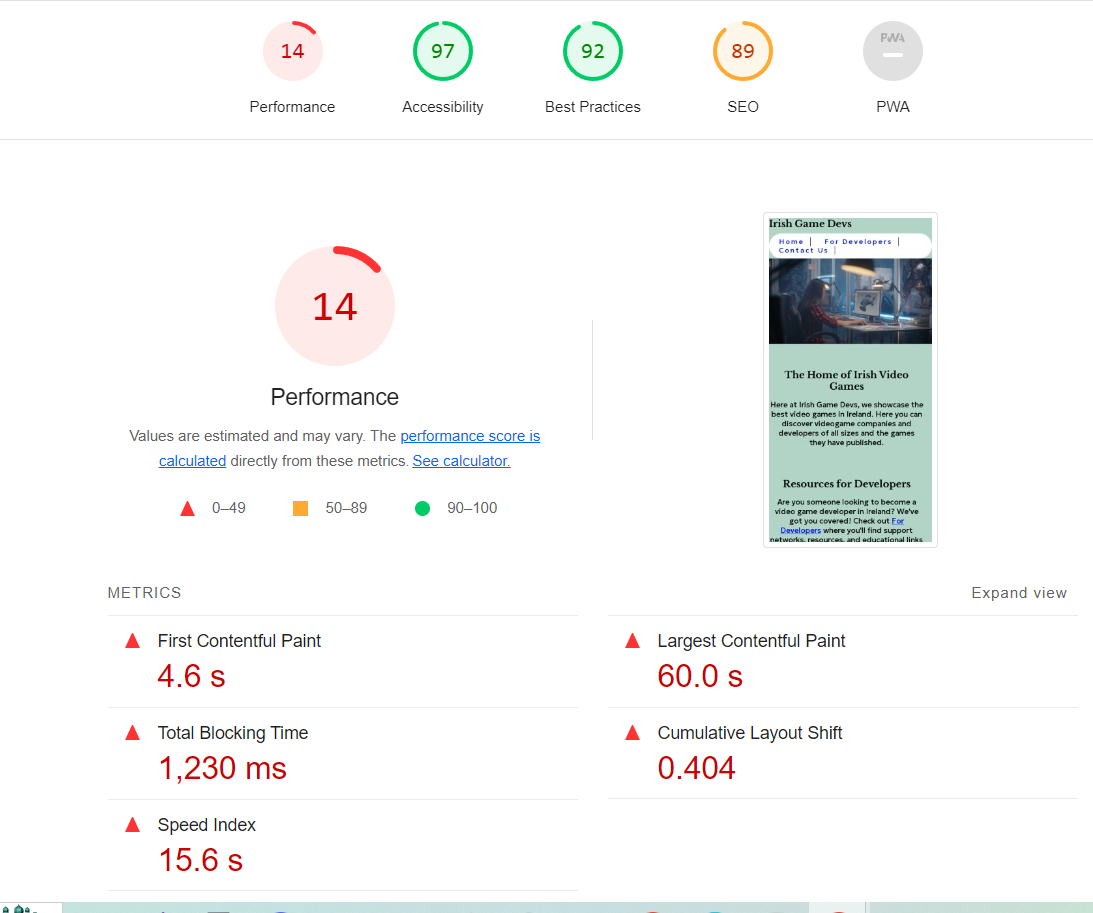 14
97
92
89
PWA
Performance
Accessibility
Best Practices
SEO
PWA
14
Performance
Values are estimated and may vary. The performance score is
calculated directly from these metrics. See calculator.
0–49
50–89
90–100
Irish Game Devs
Home |
For Developers |
Contact Us |
The Home of Irish Video
Games
Here at Irish Game Devs, we showcase the
best video games in Ireland. Here you can
discover videogame companies and
developers of all sizes and the games
they have published.
Resources for Developers
Are you someone looking to become a
video game developer in Ireland? We've
got you covered! Check out For
Developers where you'll find support
networks, resources, and educational links
METRICS
Expand view
First Contentful Paint
4.6 s
Largest Contentful Paint
60.0 s
Total Blocking Time
1,230 ms
Cumulative Layout Shift
0.404
Speed Index
15.6 s